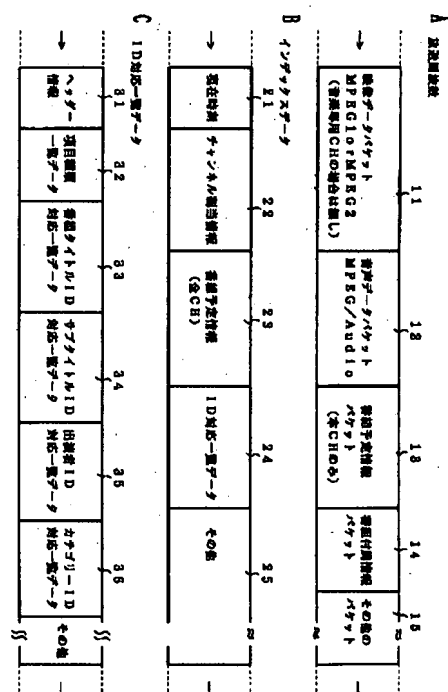 A 放送周波数
11
映像データパケット
MPEG1orMPEG2
(音楽専用CHの場合は無し)
12
音声データパケット
MPEG/Audio
13
番組予定情報
パケット
(本CHのみ)
14
番組付属情報
パケット
15
その他の
パケット
B インデックスデータ
21
現在時刻
22
チャンネル割当情報
23
番組予定情報
(全CH)
24
ID対応一覧データ
25
その他
C ID対応一覧データ
31
ヘッダー
情報
32
項目種類
一覧データ
33
番組タイトルID
対応一覧データ
34
サブタイトルID
対応一覧データ
35
出演者ID
対応一覧データ
36
カテゴリーID
対応一覧データ
その他